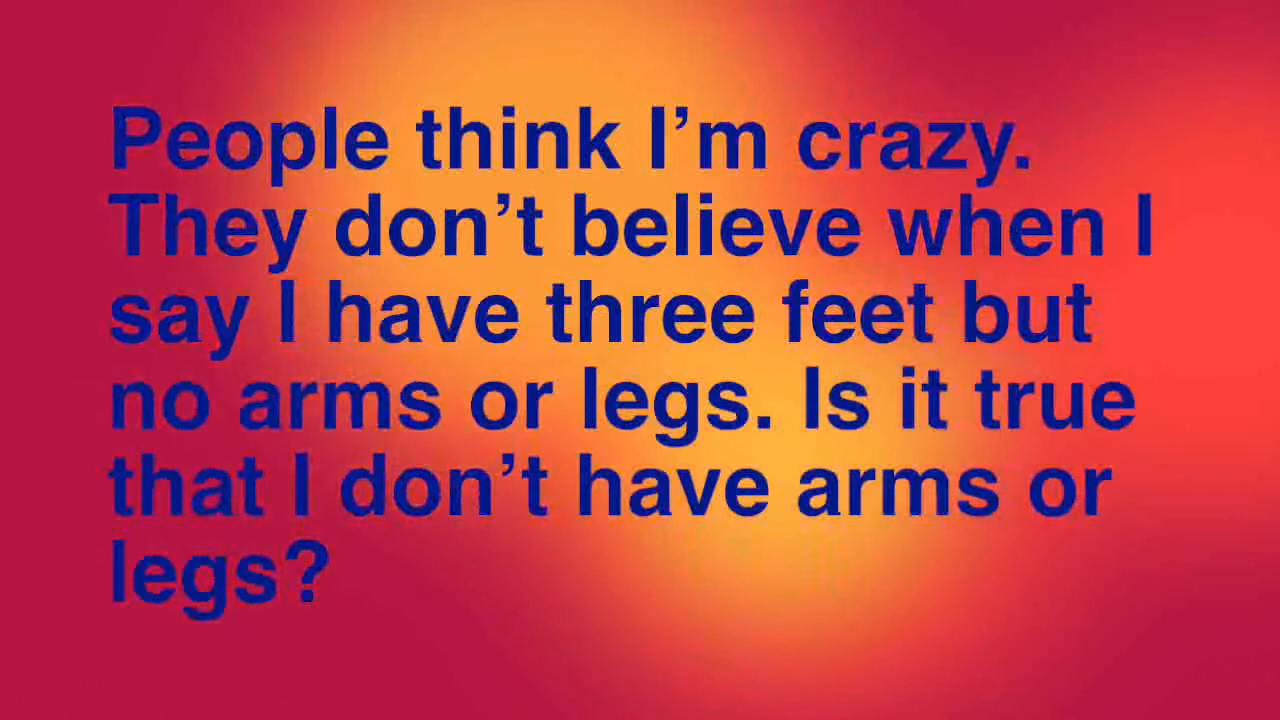 People think I’m crazy.
They don’t believe when I
say I have three feet but
no arms or legs. Is it true
that I don’t have arms or
legs?